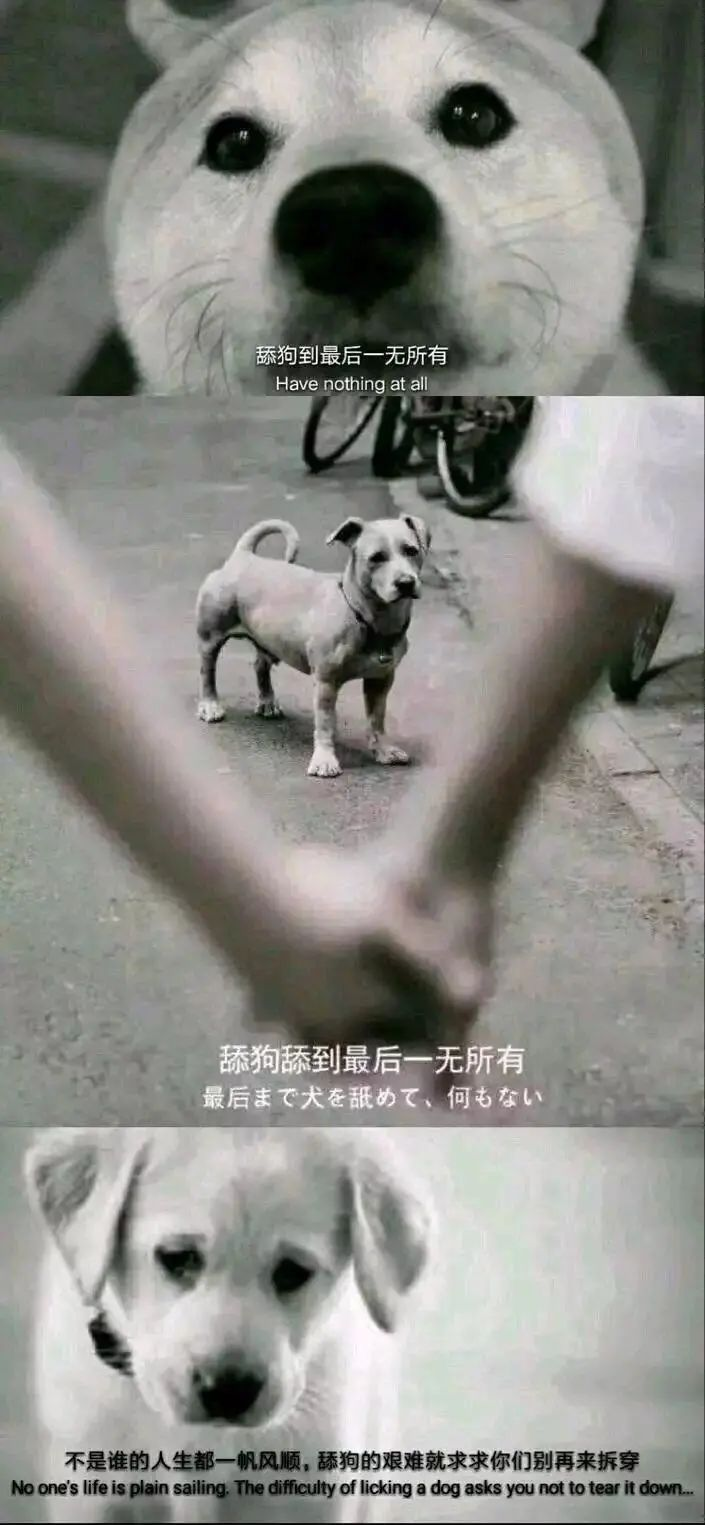 舔狗到最后一无所有
Have nothing at all
舔狗舔到最后一无所有
最后まで犬を舐めて、何もない
不是谁的人生都一帆风顺，舔狗的艰难就求求你们别再来拆穿
No one's life is plain sailing. The difficulty of licking a dog asks you not to tear it down...